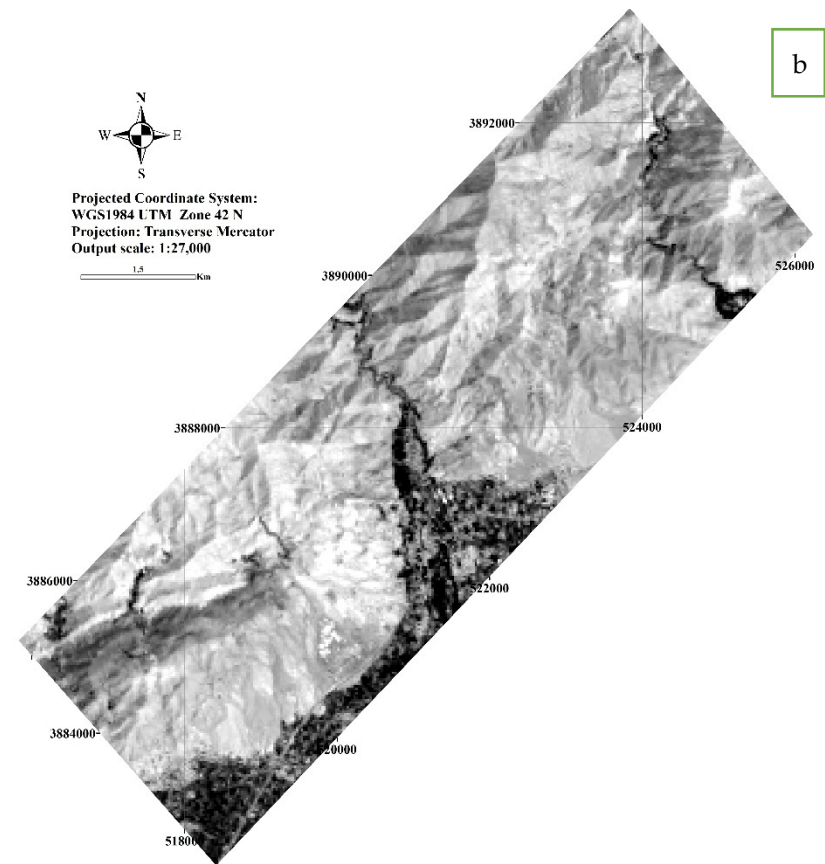 b
N
W E
S
Projected Coordinate System:
WGS1984 UTM Zone 42 N
Projection: Transverse Mercator
Output scale: 1:27,000
1.5
Km
3892000
526000
3890000
3888000
524000
3886000
522000
3884000
520000
518000